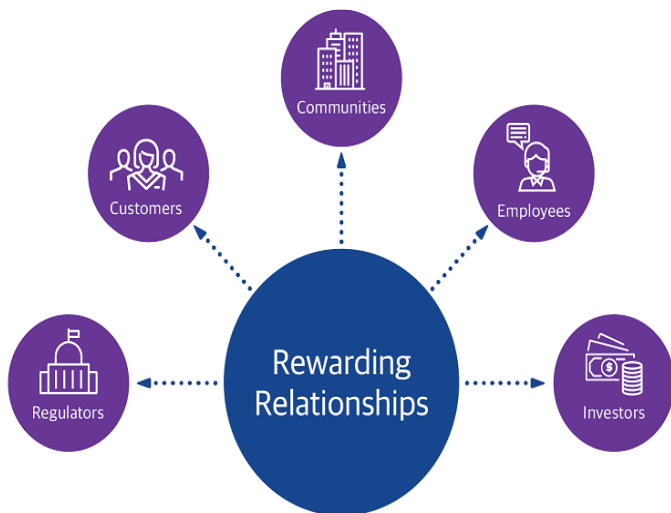 Communities
Customers
Employees
Rewarding
Relationships
Regulators
Investors